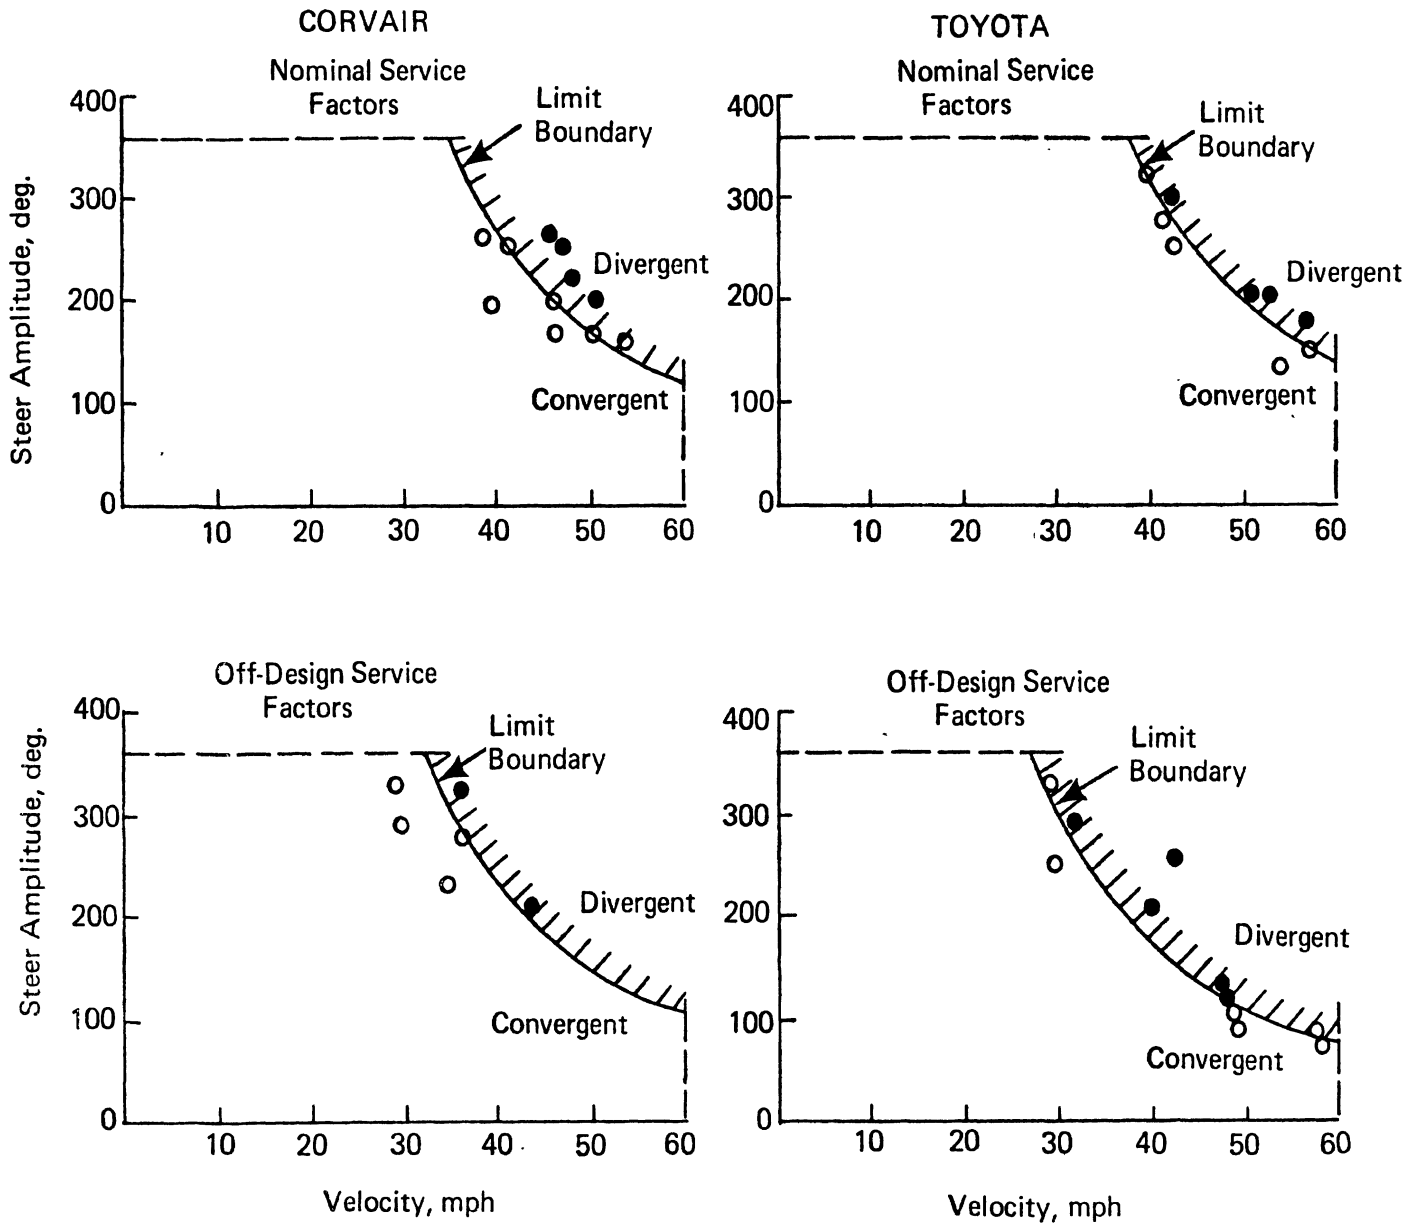 CORVAIR
Nominal Service
Factors
Limit
Boundary
400
300
200
100
0
Steer Amplitude, deg.
Divergent
Convergent
10 20 30 40 50 60
TOYOTA
Nominal Service
Factors
Limit
Boundary
400
300
200
100
0
Divergent
Convergent
10 20 30 40 50 60
Off-Design Service
Factors
Limit
Boundary
400
300
200
100
0
Steer Amplitude, deg.
Divergent
Convergent
10 20 30 40 50 60
Velocity, mph
Off-Design Service
Factors
Limit
Boundary
400
300
200
100
0
Divergent
Convergent
10 20 30 40 50 60
Velocity, mph